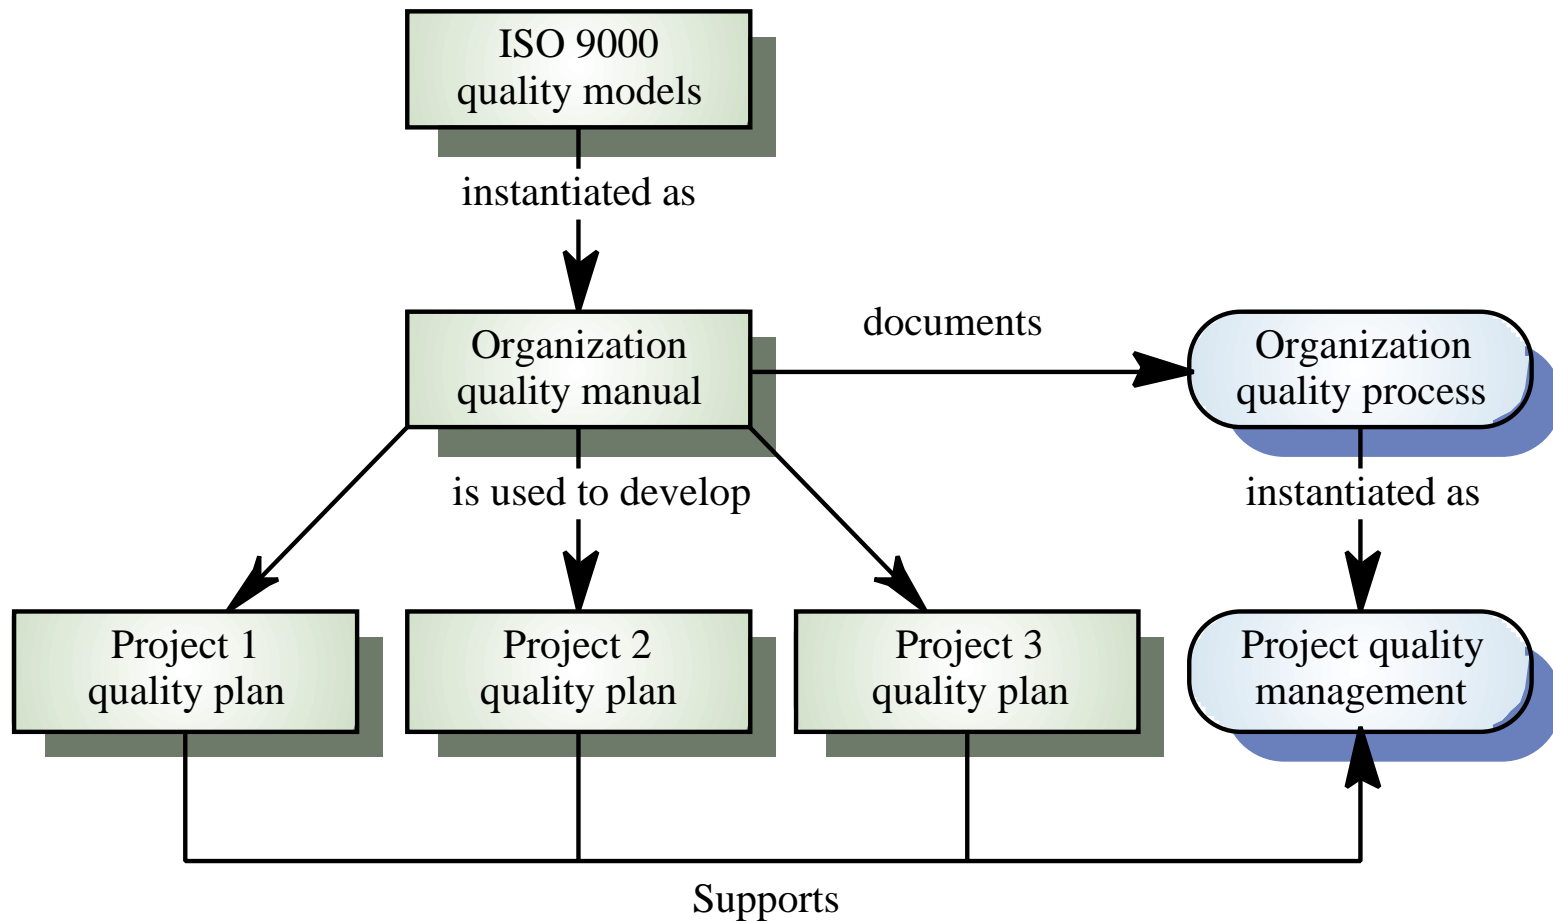 ISO 9000
quality models
instantiated as
documents
Organization
quality manual
Organization
quality process
is used to develop
instantiated as
Project 1
quality plan
Project 2
quality plan
Project 3
quality plan
Project quality
management
Supports